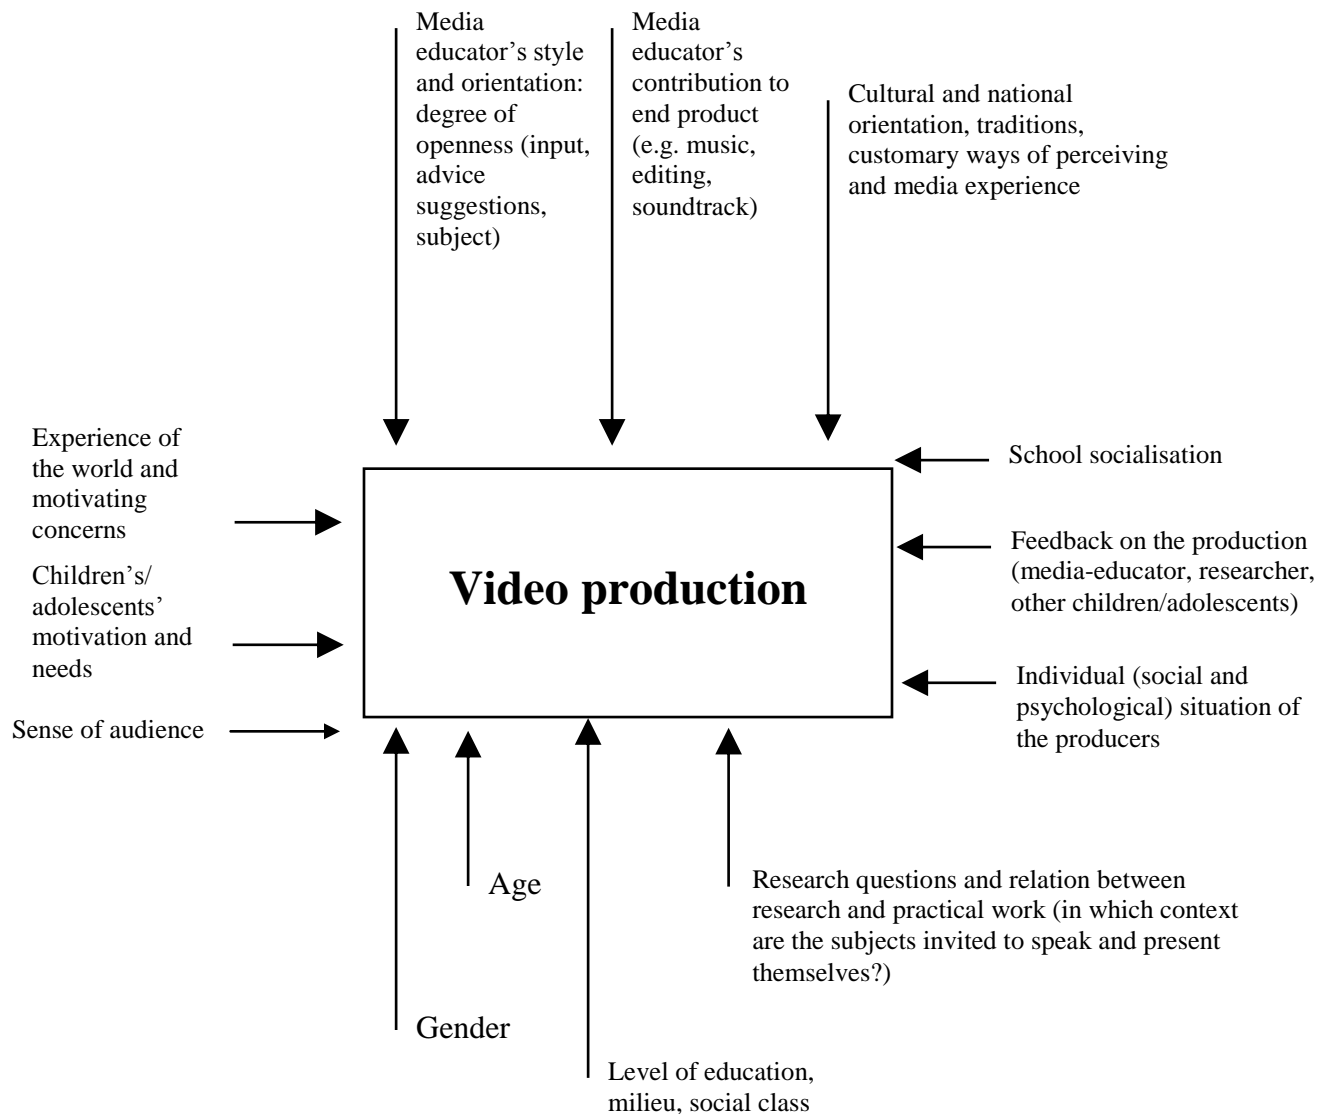 Media
educator’s style
and orientation:
degree of
openness (input,
advice
suggestions,
subject)
Media
educator’s
contribution to
end product
(e.g. music,
editing,
soundtrack)
Cultural and national
orientation, traditions,
customary ways of perceiving
and media experience
Experience of
the world and
motivating
concerns
Children’s/
adolescents’
motivation and
needs
Sense of audience
Video production
School socialisation
Feedback on the production
(media-educator, researcher,
other children/adolescents)
Individual (social and
psychological) situation of
the producers
Age
Research questions and relation between
research and practical work (in which context
are the subjects invited to speak and present
themselves?)
Gender
Level of education,
milieu, social class